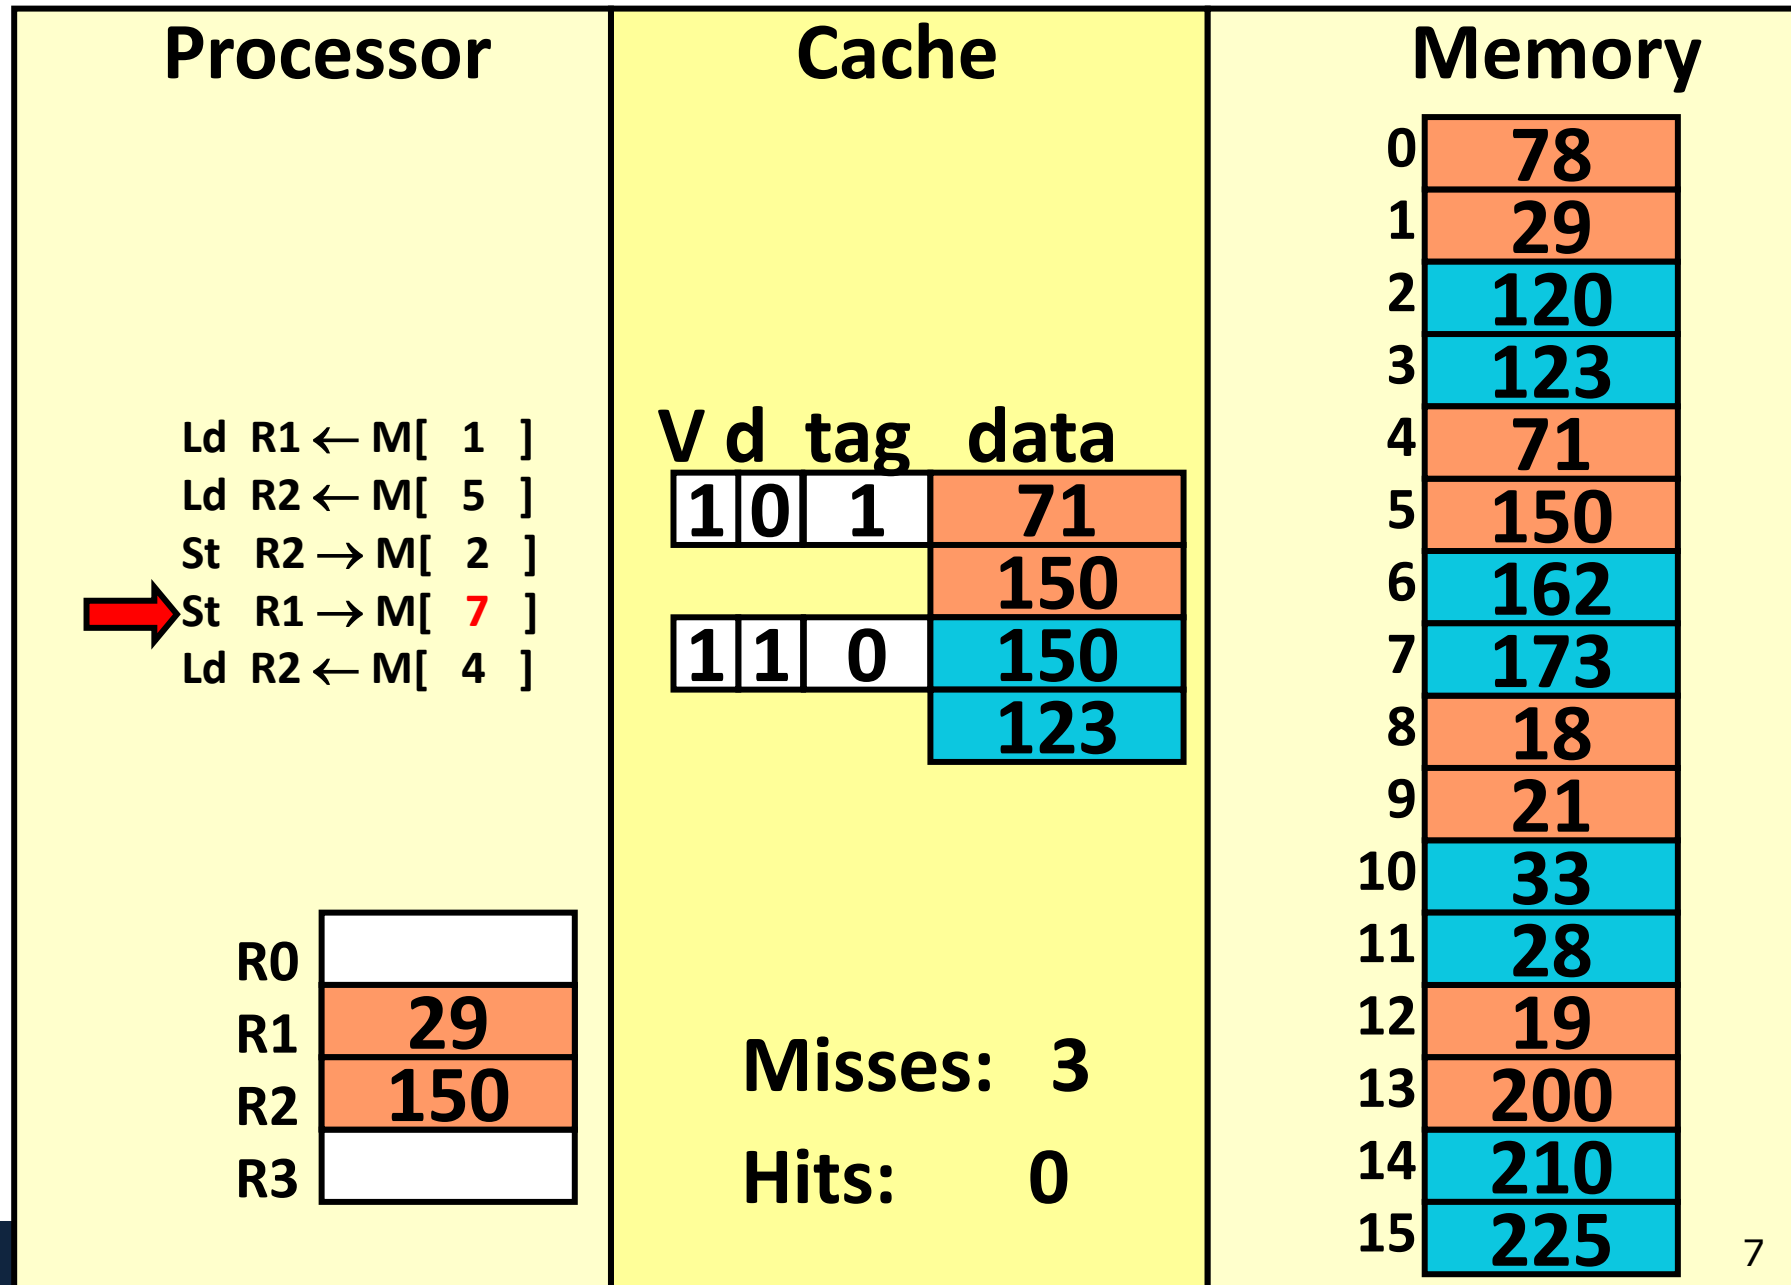 Processor
Ld R1 ← M[ 1 ]
Ld R2 ← M[ 5 ]
St R2 → M[ 2 ]
St R1 → M[ 7 ]
Ld R2 ← M[ 4 ]
R0
R1 29
R2 150
R3
Cache
V d tag data
1 0 1 71
150
1 1 0 150
123
Misses: 3
Hits: 0
Memory
0 78
1 29
2 120
3 123
4 71
5 150
6 162
7 173
8 18
9 21
10 33
11 28
12 19
13 200
14 210
15 225
7